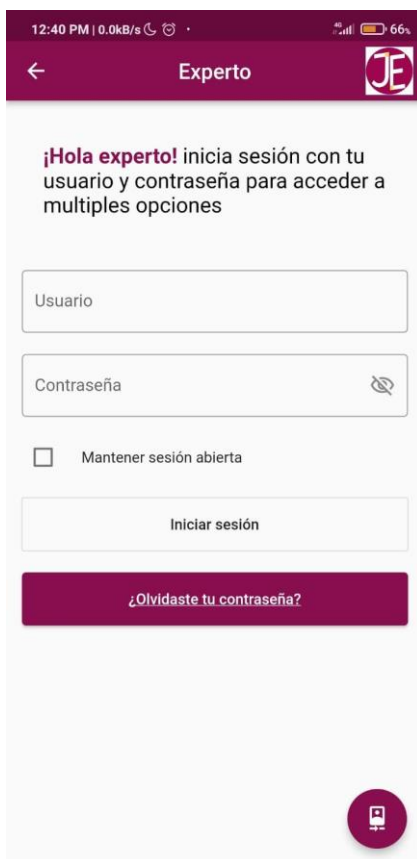 12:40 PM | 0.0kB/s 4G 66%
Experto
JE
¡Hola experto! inicia sesión con tu
usuario y contraseña para acceder a
multiples opciones
Usuario
Contraseña
Mantener sesión abierta
Iniciar sesión
¿Olvidaste tu contraseña?